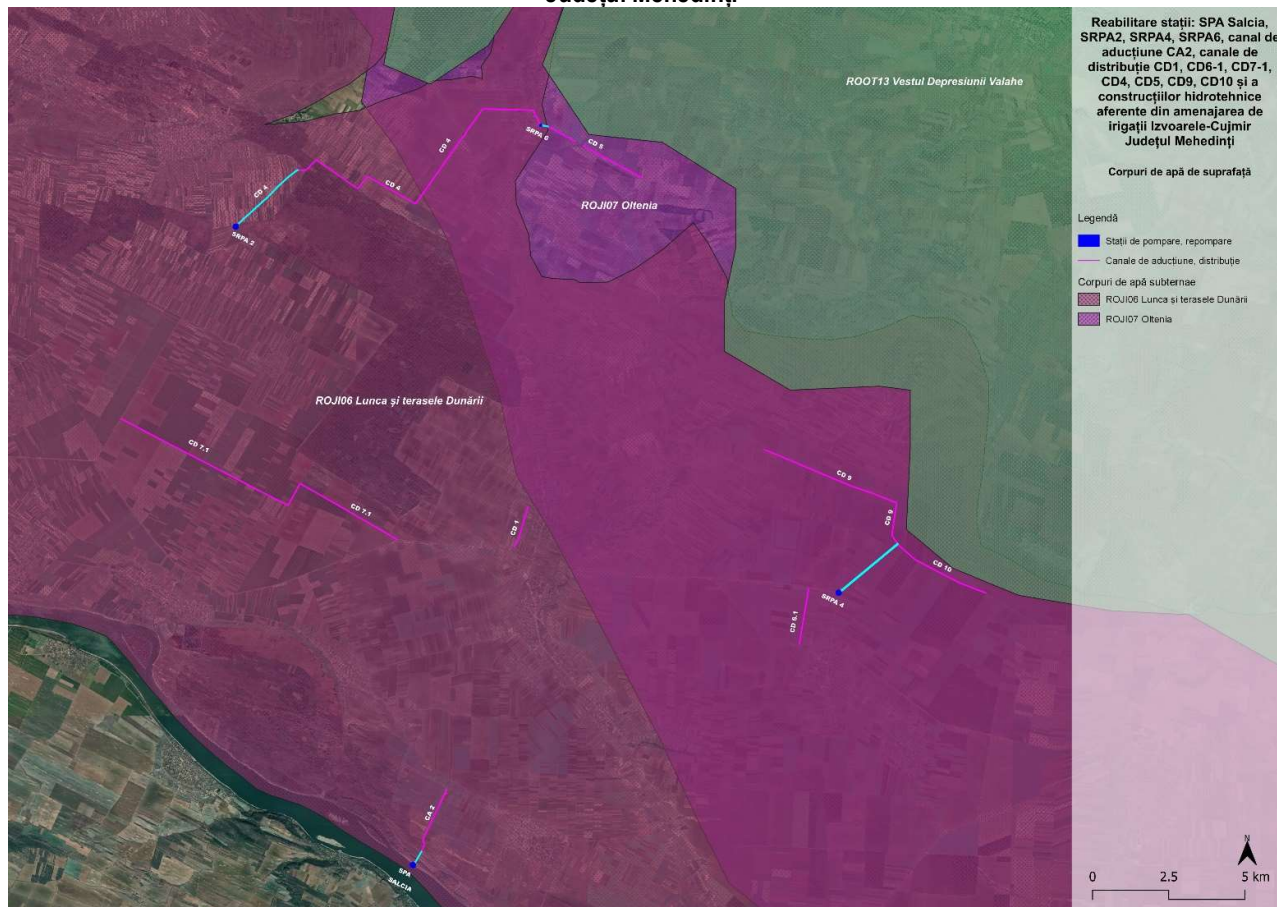 Județul Mehedinți
Reabilitare stații: SPA Salcia,
SRPA2, SRPA4, SRPA6, canal de
aducțiune CA2, canale de
distribuție CD1, CD6-1, CD7-1,
CD4, CD5, CD9, CD10 și a
construcțiilor hidrotehnice
aferente din amenajarea de
irigații Izvoarele-Cujmir
Județul Mehedinți
Corpuri de apă de suprafață
Legendă
Stații de pompare, repompare
Canale de aducțiune, distribuție
Corpuri de apă subternae
ROJI06 Lunca și terasele Dunării
ROJI07 Oltenia
ROOT13 Vestul Depresiunii Valahe
SRPA 6
CD 5
CD 4
CD 4
CD 4
SRPA 2
ROJI07 Oltenia
ROJI06 Lunca și terasele Dunării
CD 7.1
CD 7.1
CD 1
CD 9
CD 9
CD 10
SRPA 4
CD 6.1
CA 2
SPA
SALCIA
N
0 2.5 5 km